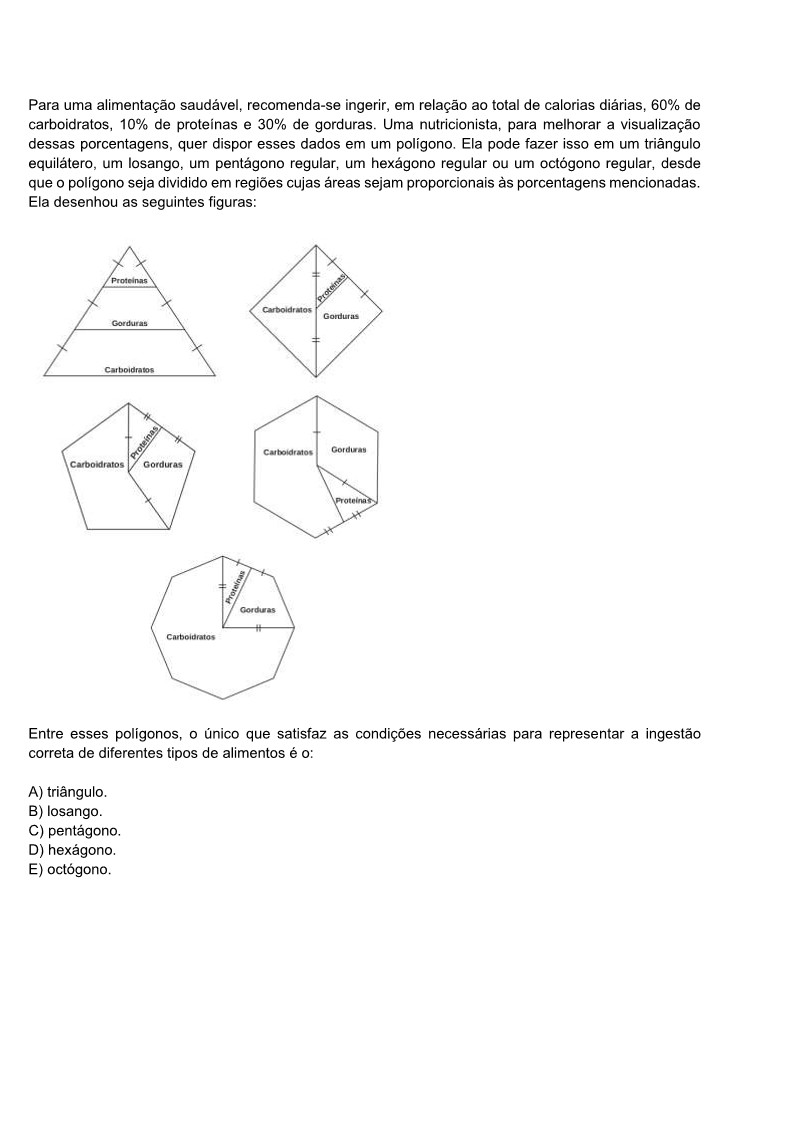 Para uma alimentação saudável, recomenda-se ingerir, em relação ao total de calorias diárias, 60% de
carboidratos, 10% de proteínas e 30% de gorduras. Uma nutricionista, para melhorar a visualização
dessas porcentagens, quer dispor esses dados em um polígono. Ela pode fazer isso em um triângulo
equilátero, um losango, um pentágono regular, um hexágono regular ou um octógono regular, desde
que o polígono seja dividido em regiões cujas áreas sejam proporcionais às porcentagens mencionadas.
Ela desenhou as seguintes figuras:
Proteínas
Gorduras
Carboidratos
Carboidratos
Proteínas
Gorduras
Carboidratos
Proteínas
Gorduras
Carboidratos
Gorduras
Proteínas
Carboidratos
Proteínas
Gorduras
Entre esses polígonos, o único que satisfaz as condições necessárias para representar a ingestão
correta de diferentes tipos de alimentos é o:
A) triângulo.
B) losango.
C) pentágono.
D) hexágono.
E) octógono.